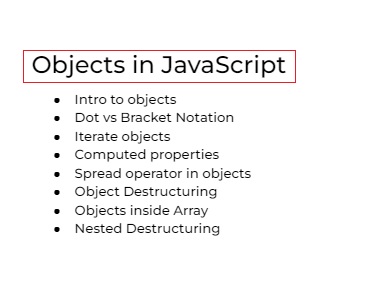 Objects in JavaScript
● Intro to objects
● Dot vs Bracket Notation
● Iterate objects
● Computed properties
● Spread operator in objects
● Object Destructuring
● Objects inside Array
● Nested Destructuring